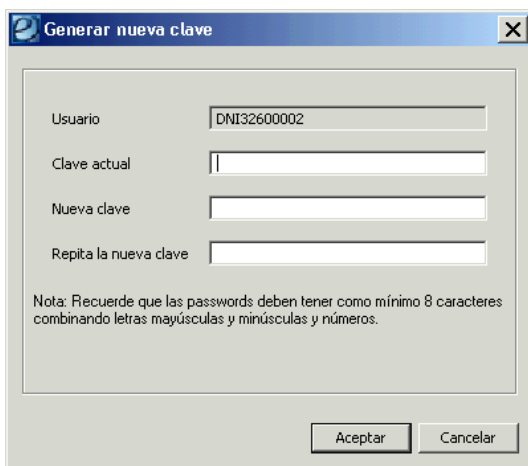 Generar nueva clave
Usuario DNI32600002
Clave actual
Nueva clave
Repita la nueva clave
Nota: Recuerde que las passwords deben tener como mínimo 8 caracteres
combinando letras mayúsculas y minúsculas y números.
Aceptar Cancelar